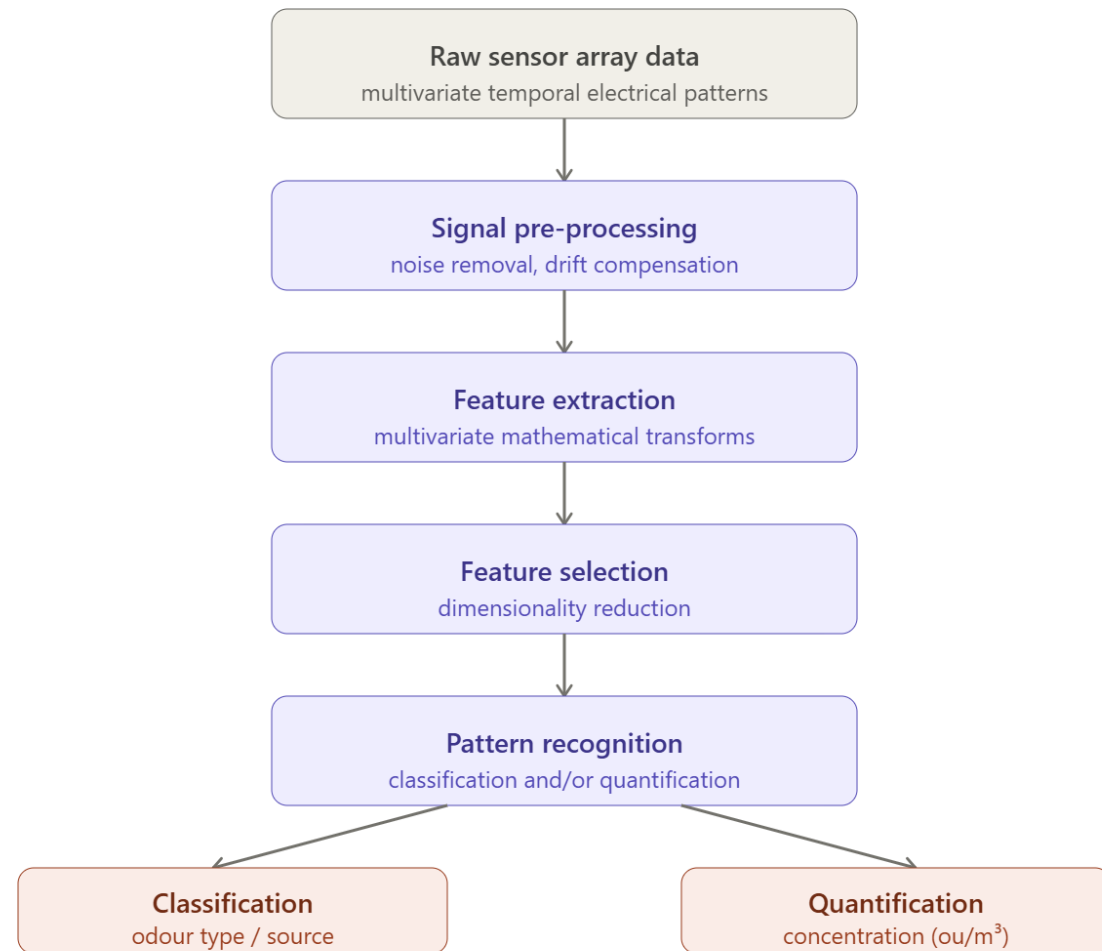 Raw sensor array data
multivariate temporal electrical patterns
Signal pre-processing
noise removal, drift compensation
Feature extraction
multivariate mathematical transforms
Feature selection
dimensionality reduction
Pattern recognition
classification and/or quantification
Classification
odour type / source
Quantification
concentration (ou/m³)